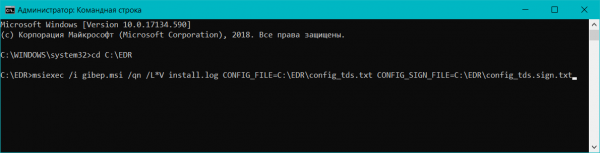 Администратор: Командная строка
Microsoft Windows [Version 10.0.17134.590]
(c) Корпорация Майкрософт (Microsoft Corporation), 2018. Все права защищены.
C:\WINDOWS\system32>cd C:\EDR
C:\EDR>msiexec /i gibep.msi /qn /L*V install.log CONFIG_FILE=C:\EDR\config_tds.txt CONFIG_SIGN_FILE=C:\EDR\config_tds.sign.txt